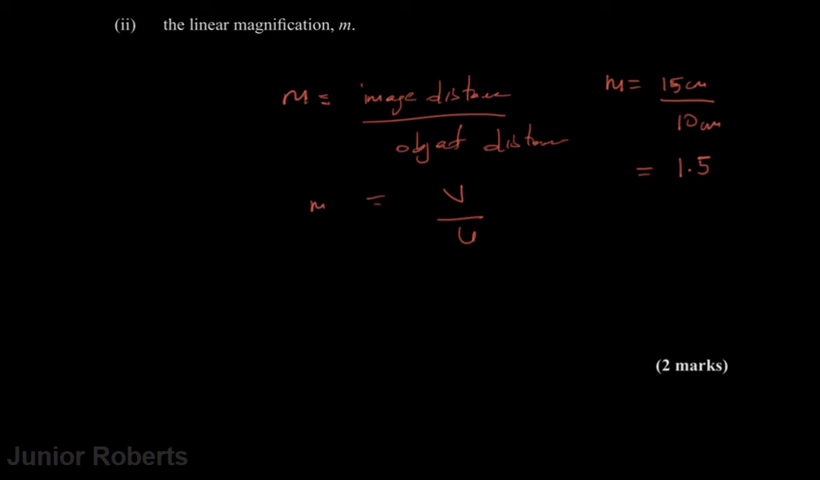 (ii) the linear magnification, m.
m = image distance
object distance
m = v
u
m = 15cm
10cm
= 1.5
(2 marks)
Junior Roberts